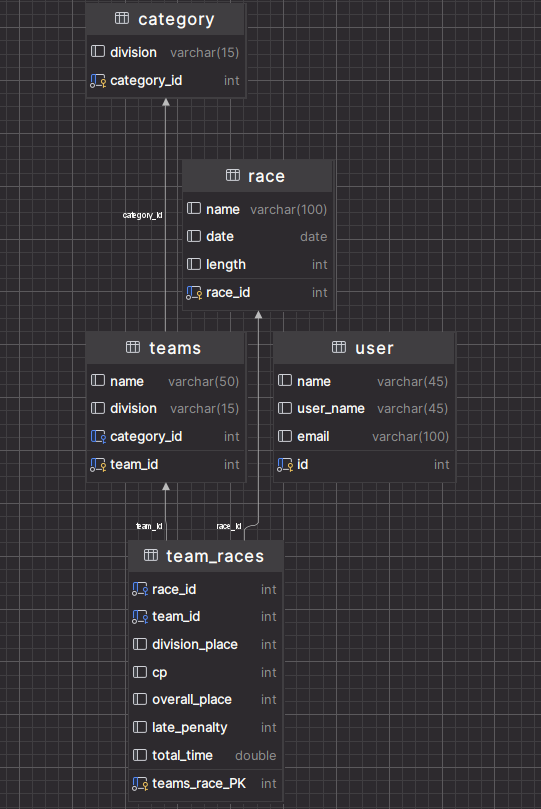 category
division varchar(15)
category_id int
category_id
race
name varchar(100)
date date
length int
race_id int
teams
name varchar(50)
division varchar(15)
category_id int
team_id int
user
name varchar(45)
user_name varchar(45)
email varchar(100)
id int
team_id
race_id
team_races
race_id int
team_id int
division_place int
cp int
overall_place int
late_penalty int
total_time double
teams_race_PK int